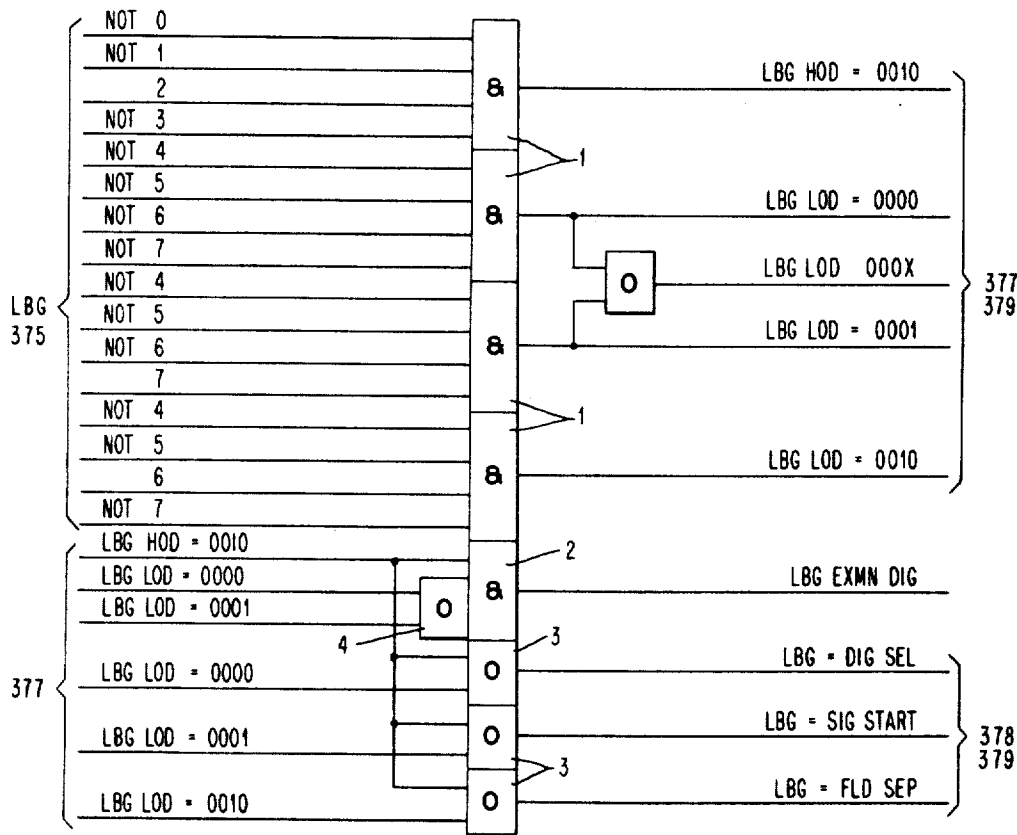 NOT 0
NOT 1
2
NOT 3
NOT 4
NOT 5
NOT 6
NOT 7
NOT 4
NOT 5
NOT 6
7
NOT 4
NOT 5
6
NOT 7
LBG
375
&
&
&
&
1
1
O
LBG HOD = 0010
LBG LOD = 0000
LBG LOD 000X
LBG LOD = 0001
LBG LOD = 0010
377
379
LBG HOD = 0010
LBG LOD = 0000
LBG LOD = 0001
LBG LOD = 0000
LBG LOD = 0001
LBG LOD = 0010
377
4
O
&
O
O
O
2
3
3
LBG EXMN DIG
LBG = DIG SEL
LBG = SIG START
LBG = FLD SEP
378
379